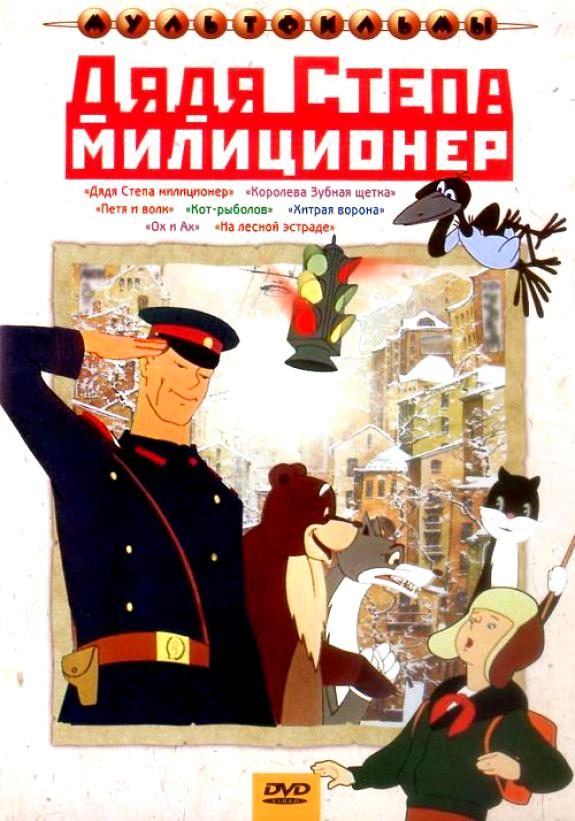 МУЛЬТФИЛЬМЫ
ДЯДЯ СТЕПА
МИЛИЦИОНЕР
«Дядя Степа милиционер» «Королева Зубная щетка»
«Петя и волк» «Кот-рыболов» «Хитрая ворона»
«Ох и Ах» «На лесной эстраде»
DVD
VIDEO